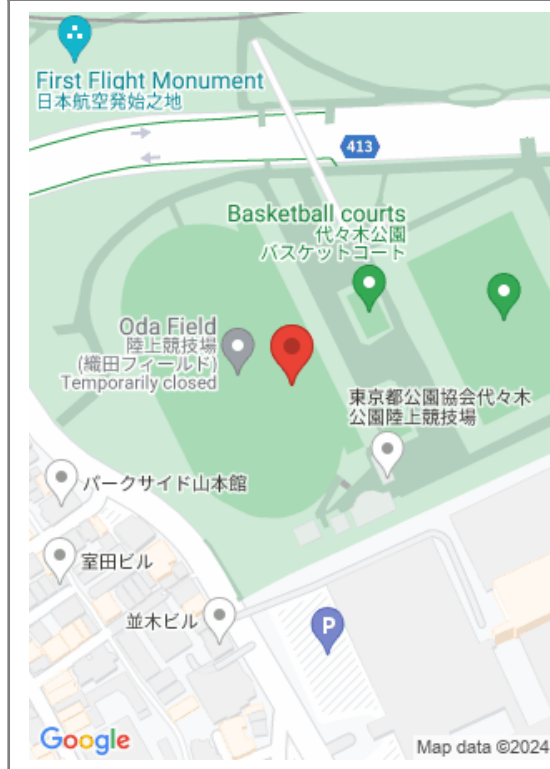 First Flight Monument
日本航空発始之地
413
Basketball courts
代々木公園
バスケットコート
Oda Field
陸上競技場
(織田フィールド)
Temporarily closed
東京都公園協会代々木
公園陸上競技場
パークサイド山本館
室田ビル
並木ビル
P
Google
Map data ©2024